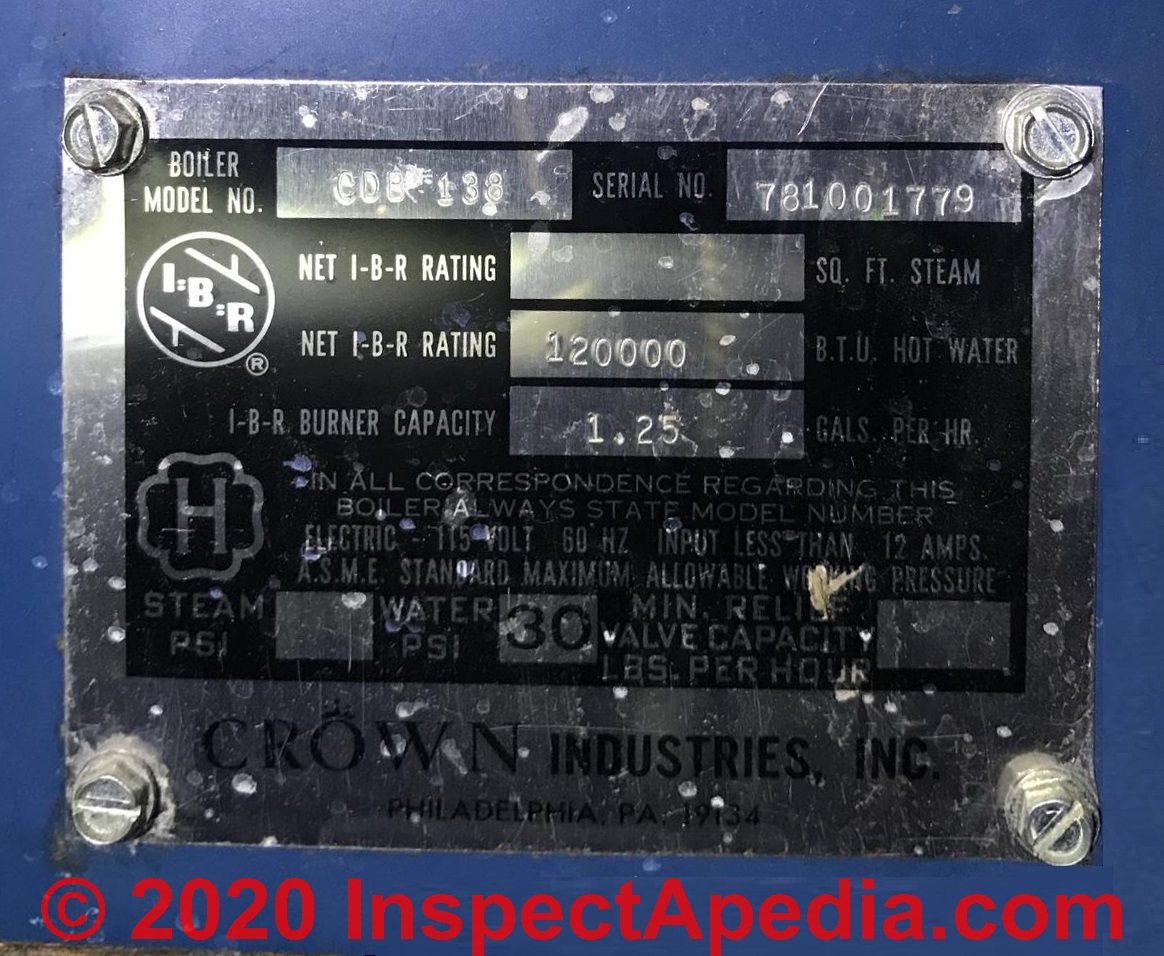 BOILER
MODEL NO. CDB 138 SERIAL NO. 781001779
I=B=R ®
NET I-B-R RATING SQ. FT. STEAM
NET I-B-R RATING 120000 B.T.U. HOT WATER
I-B-R BURNER CAPACITY 1.25 GALS. PER HR
H
IN ALL CORRESPONDENCE REGARDING THIS
BOILER ALWAYS STATE MODEL NUMBER
ELECTRIC - 115 VOLT 60 HZ INPUT LESS THAN 12 AMPS.
A.S.M.E. STANDARD MAXIMUM ALLOWABLE WORKING PRESSURE
STEAM PSI WATER PSI 30 MIN. RELIEF
VALVE CAPACITY
LBS. PER HOUR
CROWN INDUSTRIES, INC.
PHILADELPHIA, PA. 19134
© 2020 InspectApedia.com